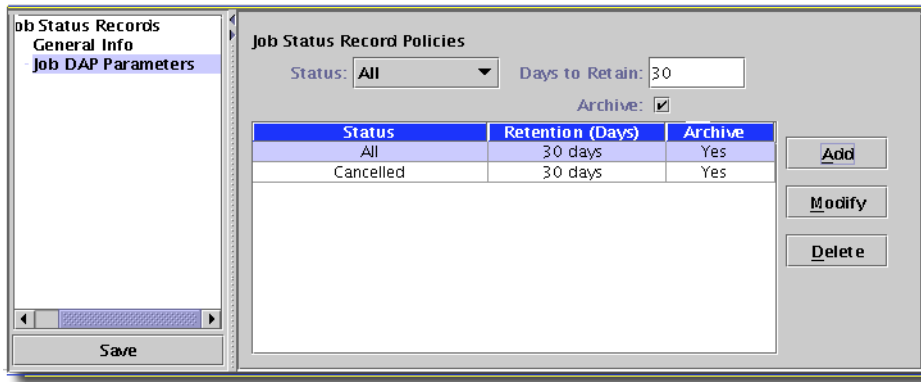 ob Status Records
General Info
Job DAP Parameters
Save
Job Status Record Policies
Status: All Days to Retain: 30
Archive:
Status Retention (Days) Archive
All 30 days Yes
Cancelled 30 days Yes
Add
Modify
Delete